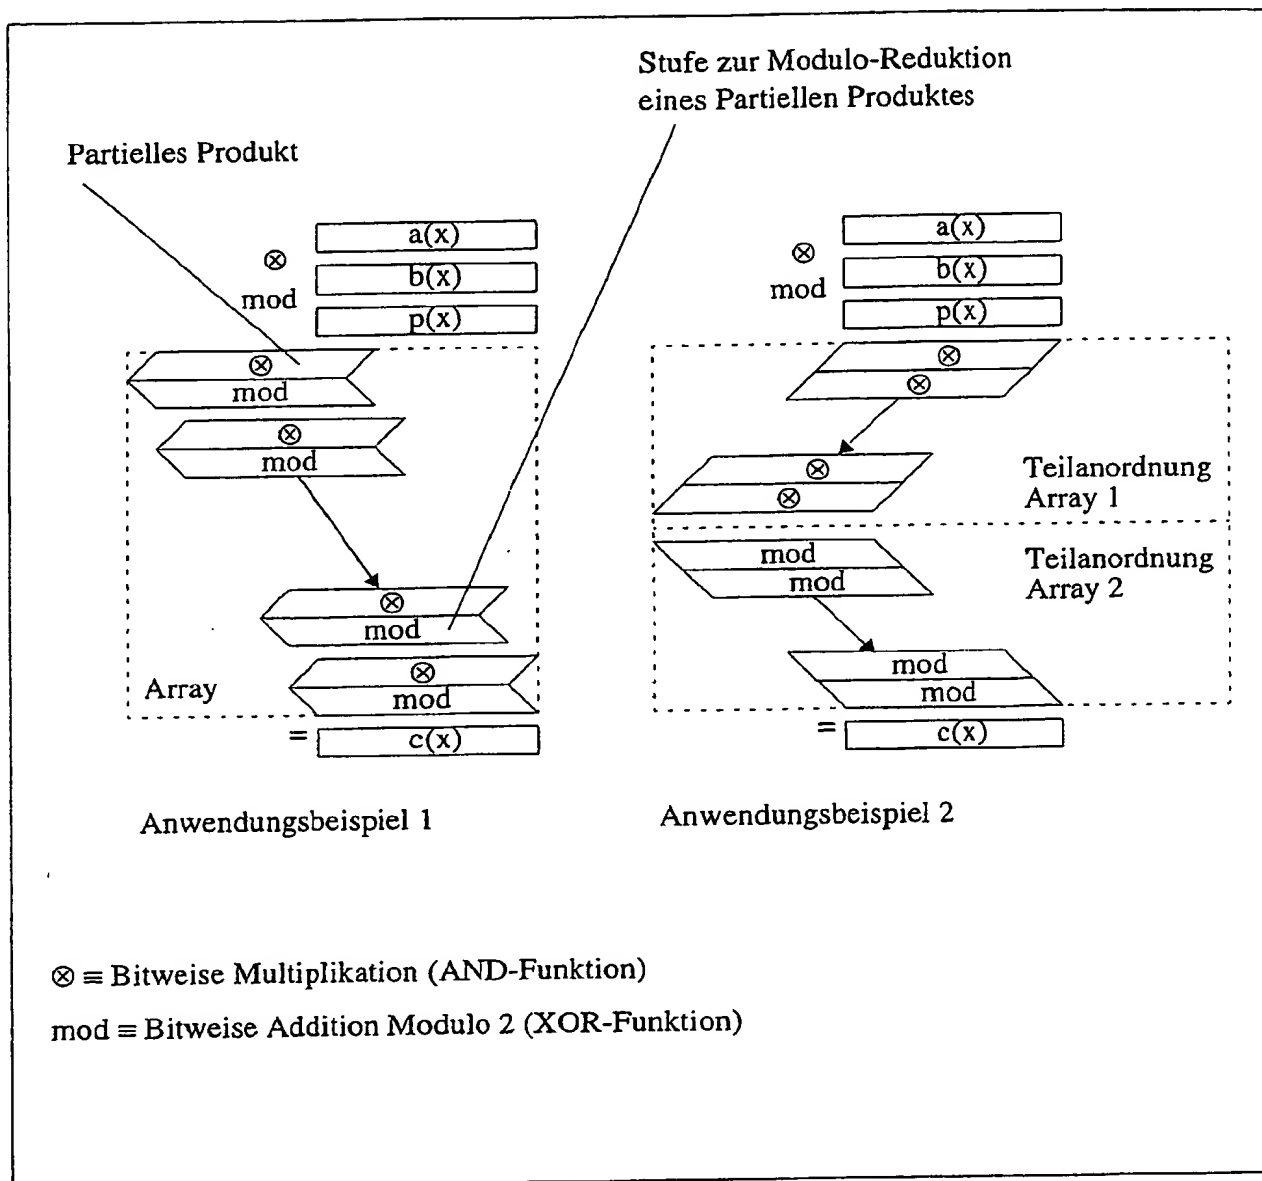 Stufe zur Modulo-Reduktion
eines Partiellen Produktes
Partielles Produkt
a(x)
⊗
b(x)
mod
p(x)
⊗
mod
⊗
mod
⊗
mod
⊗
mod
Array
= c(x)
Anwendungsbeispiel 1
a(x)
⊗
b(x)
mod
p(x)
⊗
⊗
⊗
⊗
Teilanordnung
Array 1
mod
mod
Teilanordnung
Array 2
mod
mod
= c(x)
Anwendungsbeispiel 2
⊗ ≡ Bitweise Multiplikation (AND-Funktion)
mod ≡ Bitweise Addition Modulo 2 (XOR-Funktion)